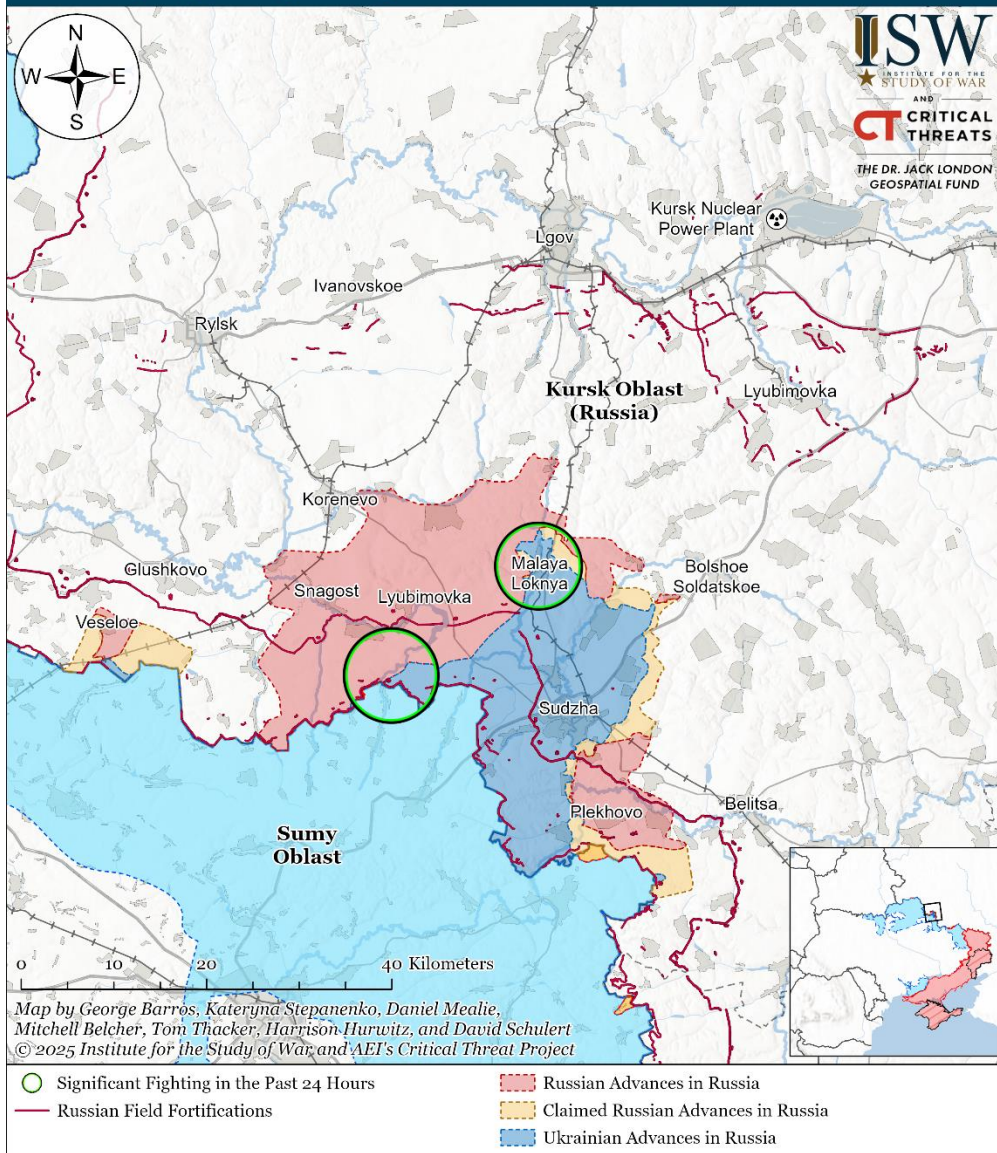 N
W E
S
ISW
INSTITUTE FOR THE
STUDY OF WAR
AND
CT CRITICAL
THREATS
THE DR. JACK LONDON
GEOSPATIAL FUND
Kursk Nuclear
Power Plant
Lgov
Ivanovskoe
Rylsk
Kursk Oblast
(Russia)
Lyubimovka
Korenevo
Malaya
Loknya
Bolshoe
Soldatskoe
Glushkovo
Snagost
Lyubimovka
Veseloe
Sudzha
Plekhovo
Belitsa
Sumy
Oblast
0 10 20 40 Kilometers
Map by George Barros, Kateryna Stepanenko, Daniel Mealie,
Mitchell Belcher, Tom Thacker, Harrison Hurwitz, and David Schulert
© 2025 Institute for the Study of War and AEI's Critical Threat Project
Significant Fighting in the Past 24 Hours
Russian Field Fortifications
Russian Advances in Russia
Claimed Russian Advances in Russia
Ukrainian Advances in Russia